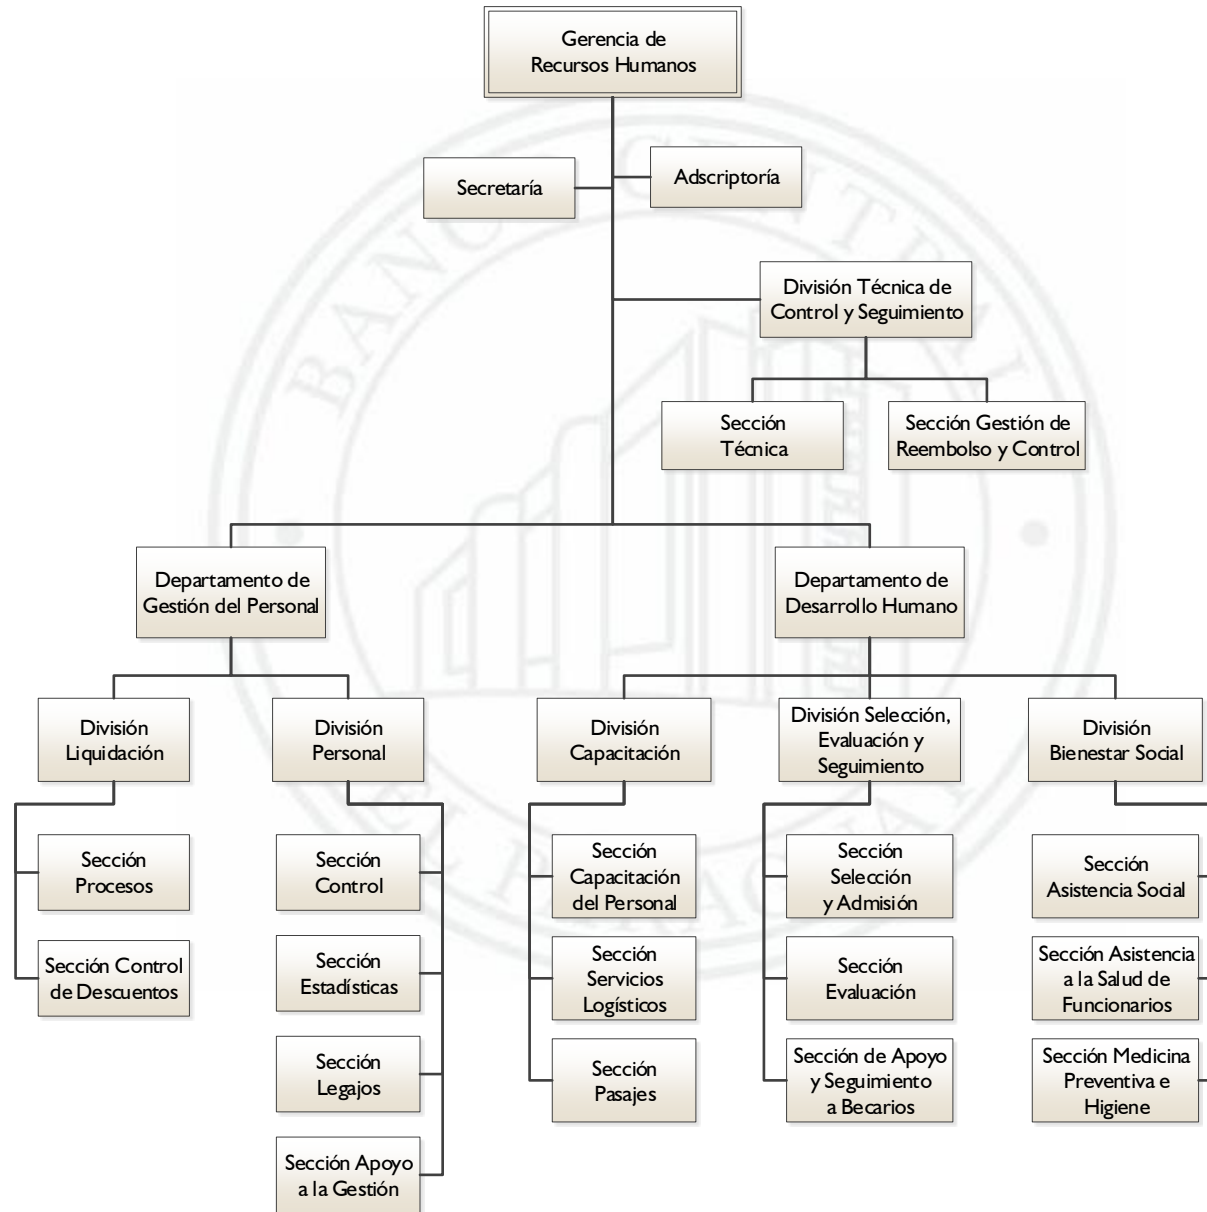 Gerencia de
Recursos Humanos
Secretaría
Adscriptoría
División Técnica de
Control y Seguimiento
Sección
Técnica
Sección Gestión de
Reembolso y Control
Departamento de
Gestión del Personal
Departamento de
Desarrollo Humano
División
Liquidación
División
Personal
División
Capacitación
División Selección,
Evaluación y
Seguimiento
División
Bienestar Social
Sección
Procesos
Sección Control
de Descuentos
Sección
Control
Sección
Estadísticas
Sección
Legajos
Sección Apoyo
a la Gestión
Sección
Capacitación
del Personal
Sección
Servicios
Logísticos
Sección
Pasajes
Sección
Selección
y Admisión
Sección
Evaluación
Sección de Apoyo
y Seguimiento
a Becarios
Sección
Asistencia Social
Sección Asistencia
a la Salud de
Funcionarios
Sección Medicina
Preventiva e
Higiene
BANCO CENTRAL
DEL PARAGUAY